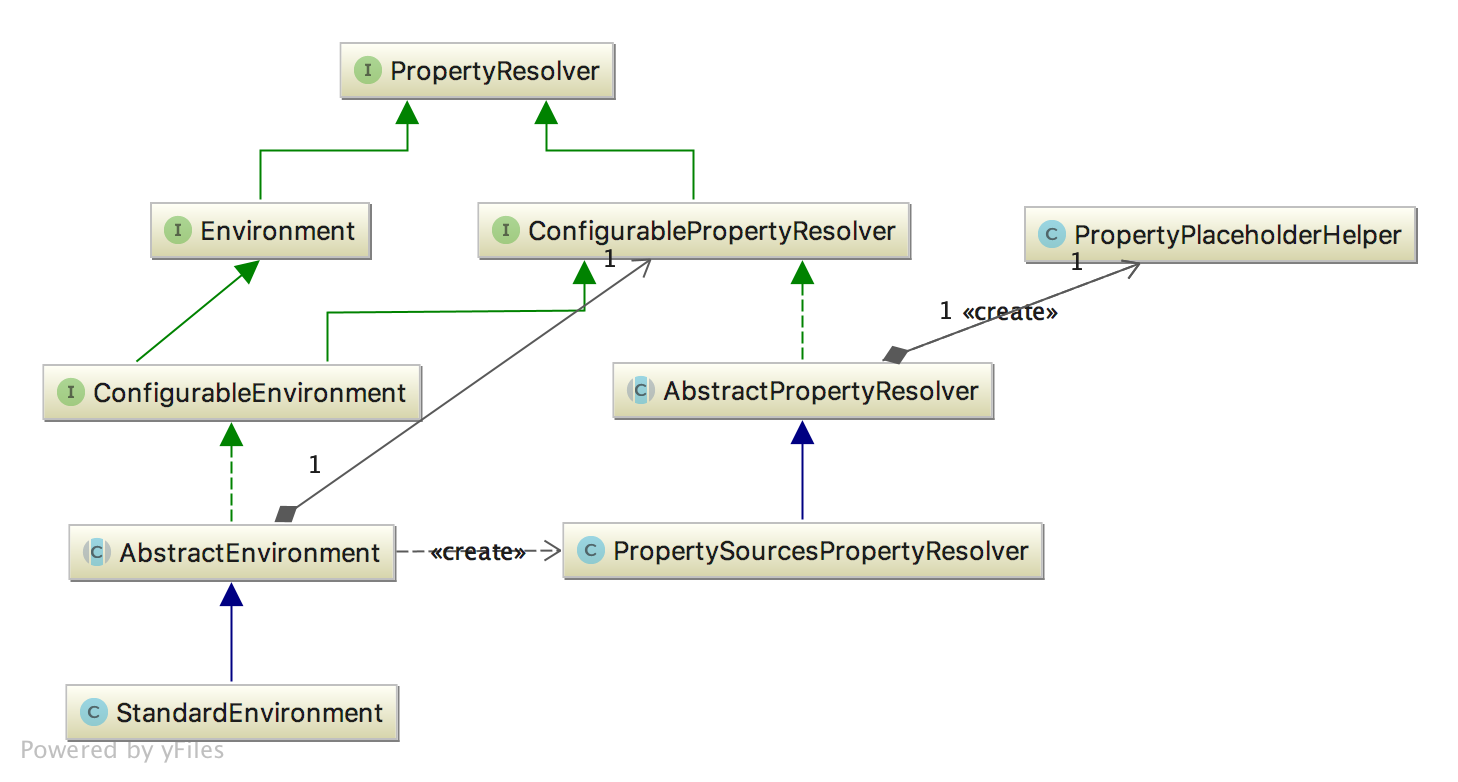 I PropertyResolver
I Environment
I ConfigurablePropertyResolver
C PropertyPlaceholderHelper
1
1
1 «create»
I ConfigurableEnvironment
C AbstractPropertyResolver
1
C AbstractEnvironment
«create»
C PropertySourcesPropertyResolver
C StandardEnvironment
Powered by yFiles